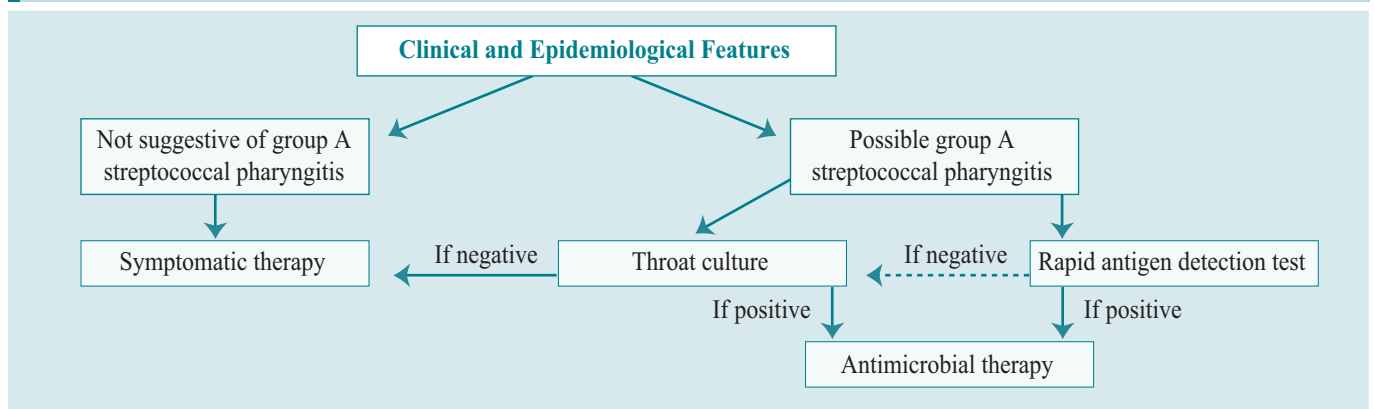 Clinical and Epidemiological Features
Not suggestive of group A
streptococcal pharyngitis
Possible group A
streptococcal pharyngitis
Symptomatic therapy
If negative
Throat culture
If negative
Rapid antigen detection test
If positive
If positive
Antimicrobial therapy